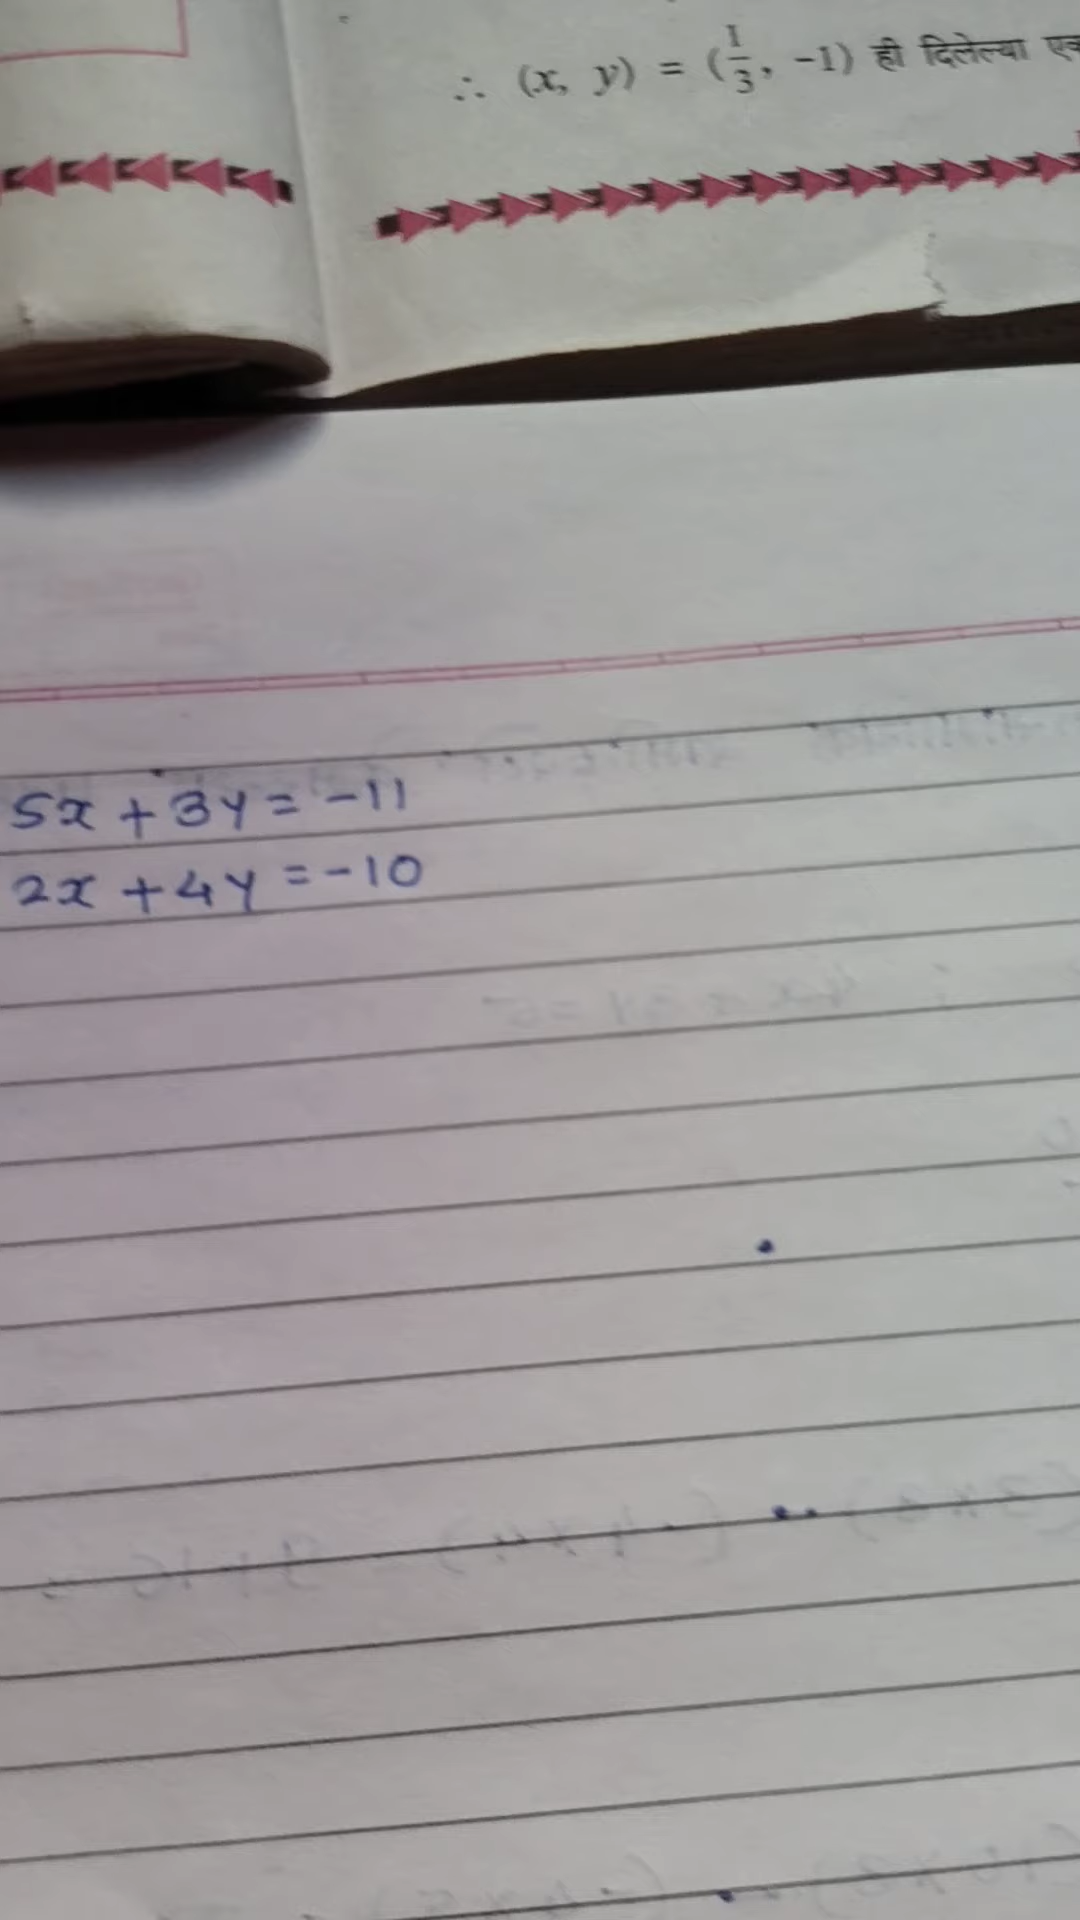 ∴ (x, y) = (1/3, -1) ही दिलेल्या
5x + 3y = -11
2x + 4y = -10